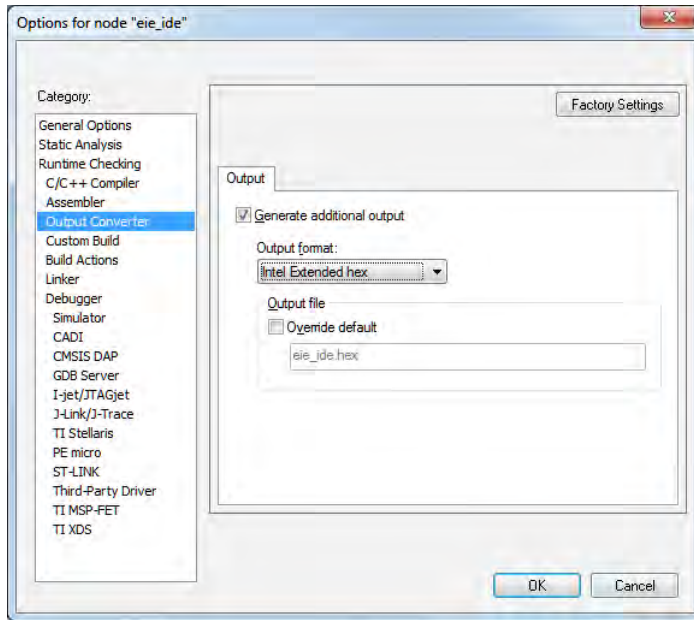 Options for node "eie_ide"
Category:
General Options
Static Analysis
Runtime Checking
C/C++ Compiler
Assembler
Output Converter
Custom Build
Build Actions
Linker
Debugger
Simulator
CADI
CMSIS DAP
GDB Server
I-jet/JTAGjet
J-Link/J-Trace
TI Stellaris
PE micro
ST-LINK
Third-Party Driver
TI MSP-FET
TI XDS
Factory Settings
Output
Generate additional output
Output format:
Intel Extended hex
Output file
Override default
eie_ide.hex
OK
Cancel